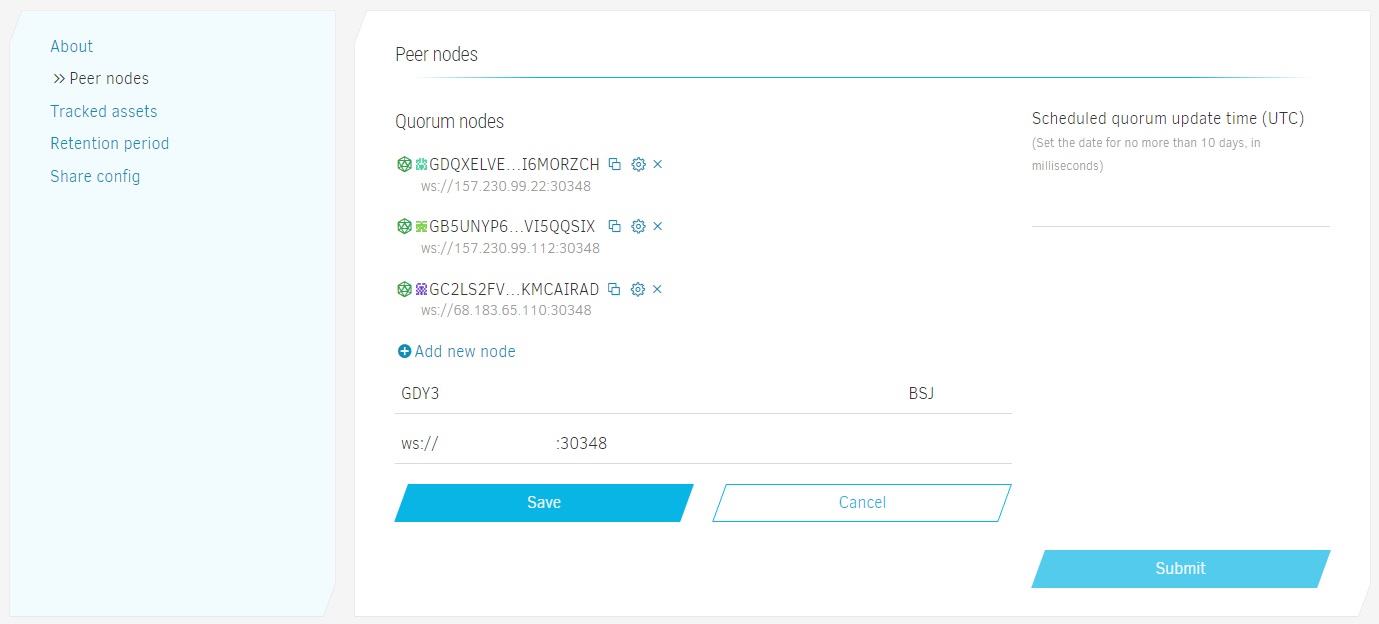 About
» Peer nodes
Tracked assets
Retention period
Share config
Peer nodes
Quorum nodes
GDQXELVE...I6MORZCH
ws://157.230.99.22:30348
GB5UNYP6...VI5QQSIX
ws://157.230.99.112:30348
GC2LS2FV...KMCAIRAD
ws://68.183.65.110:30348
Add new node
GDY3 BSJ
ws:// :30348
Save
Cancel
Scheduled quorum update time (UTC)
(Set the date for no more than 10 days, in
milliseconds)
Submit